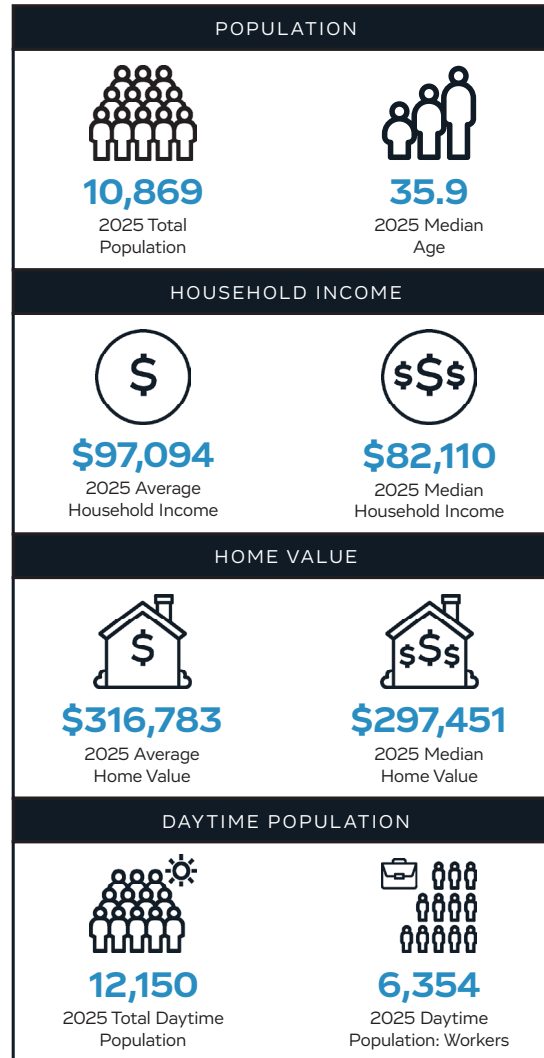 POPULATION
$
10,869
2025 Total
Population
35.9
2025 Median
Age
HOUSEHOLD INCOME
$
$97,094
2025 Average
Household Income
$$$
$82,110
2025 Median
Household Income
HOME VALUE
$
$316,783
2025 Average
Home Value
$$$
$297,451
2025 Median
Home Value
DAYTIME POPULATION
12,150
2025 Total Daytime
Population
6,354
2025 Daytime
Population: Workers